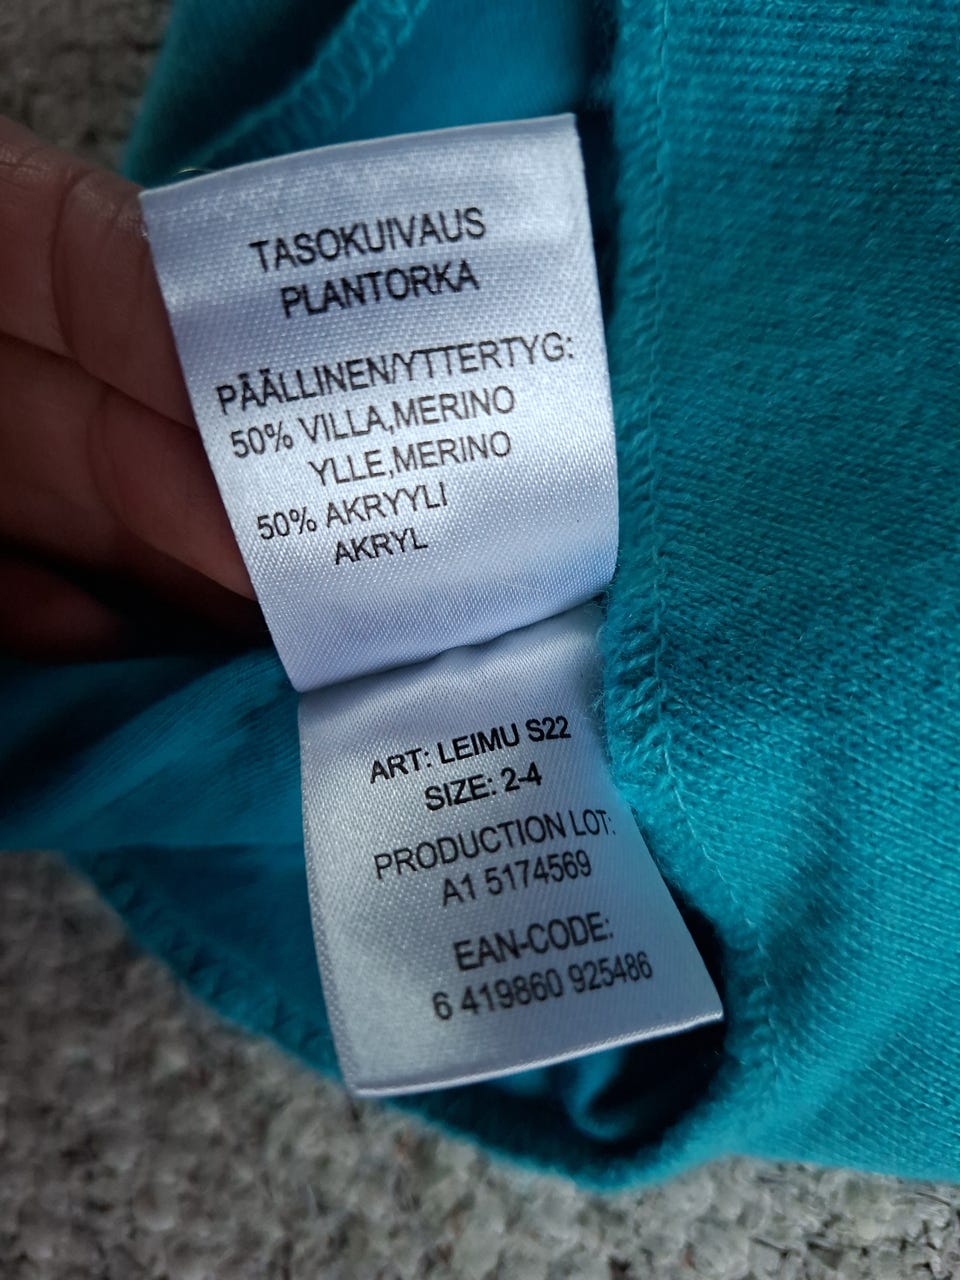 TASOKUIVAUS
PLANTORKA
PÄÄLLINEN/YTTERTYG:
50% VILLA,MERINO
YLLE,MERINO
50% AKRYYLI
AKRYL
ART: LEIMU S22
SIZE: 2-4
PRODUCTION LOT:
A1 5174569
EAN-CODE:
6 419860 925486